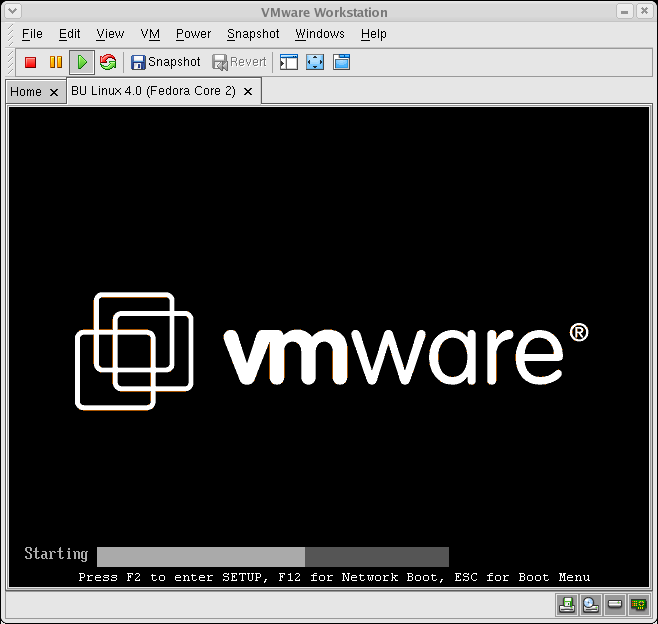 VMware Workstation
File Edit View VM Power Snapshot Windows Help
Snapshot Revert
Home BU Linux 4.0 (Fedora Core 2)
vmware®
Starting
Press F2 to enter SETUP, F12 for Network Boot, ESC for Boot Menu